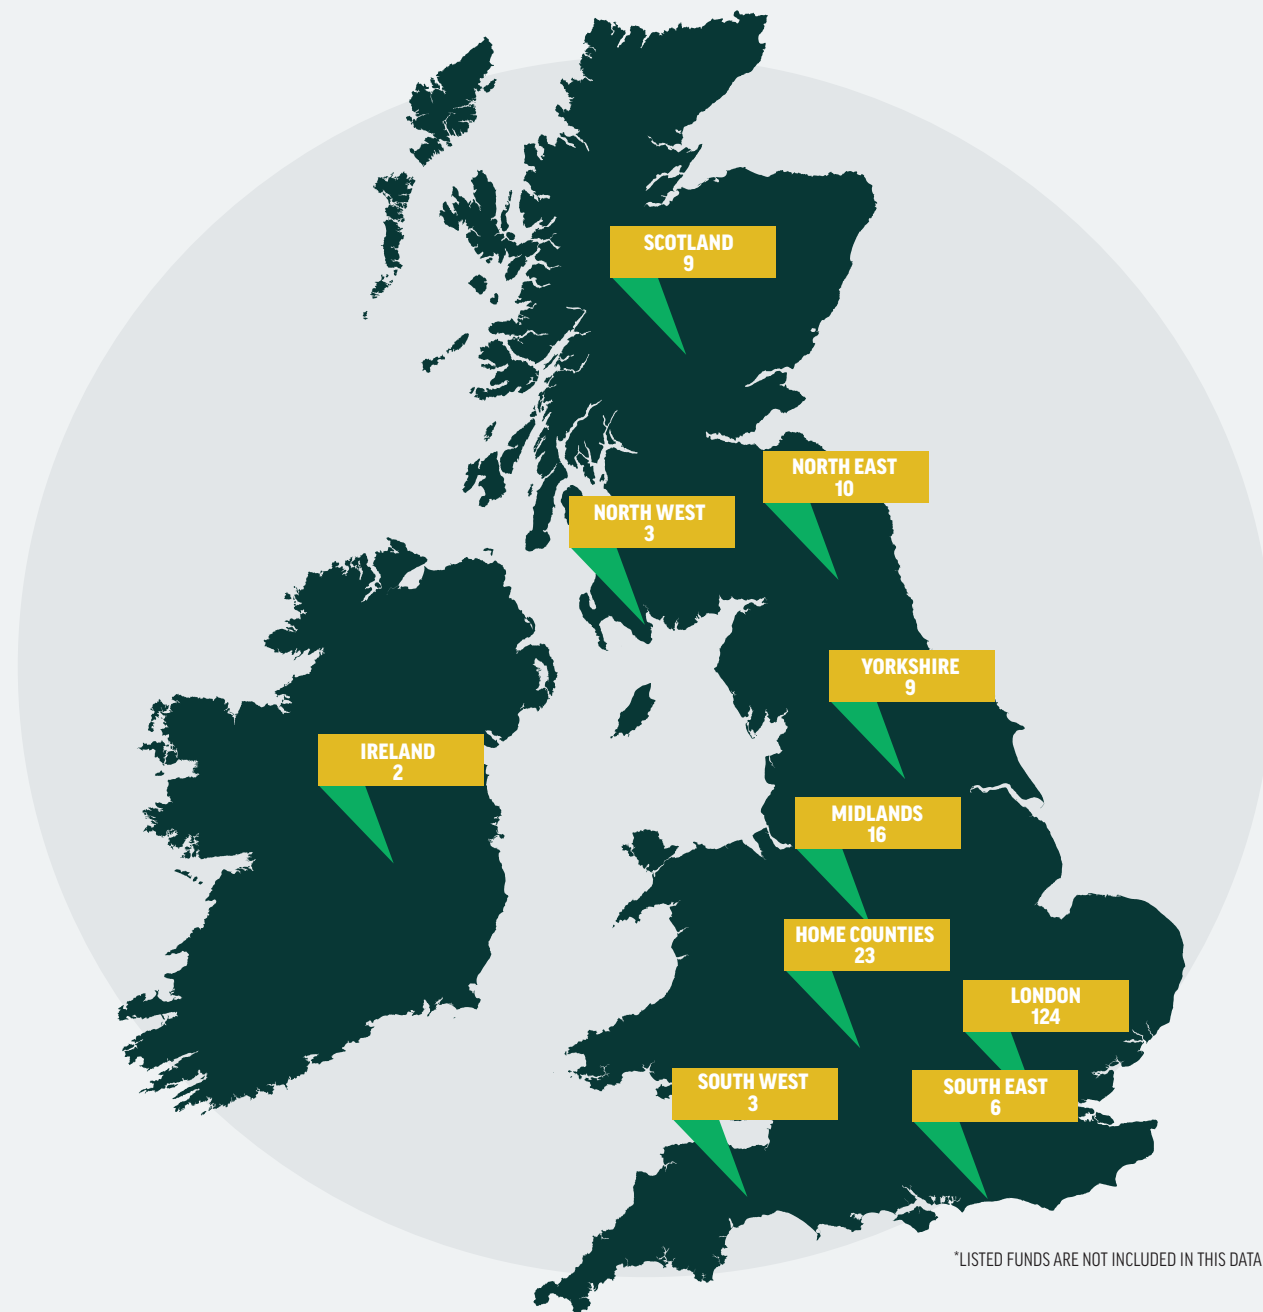 SCOTLAND
9
NORTH EAST
10
NORTH WEST
3
YORKSHIRE
9
IRELAND
2
MIDLANDS
16
HOME COUNTIES
23
LONDON
124
SOUTH WEST
3
SOUTH EAST
6
*LISTED FUNDS ARE NOT INCLUDED IN THIS DATA